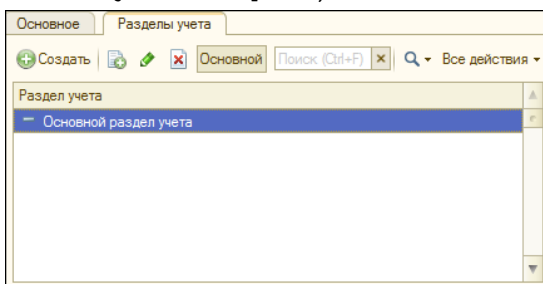 Основное Разделы учета
Создать Основной Поиск (Ctrl+F) Все действия
Раздел учета
Основной раздел учета